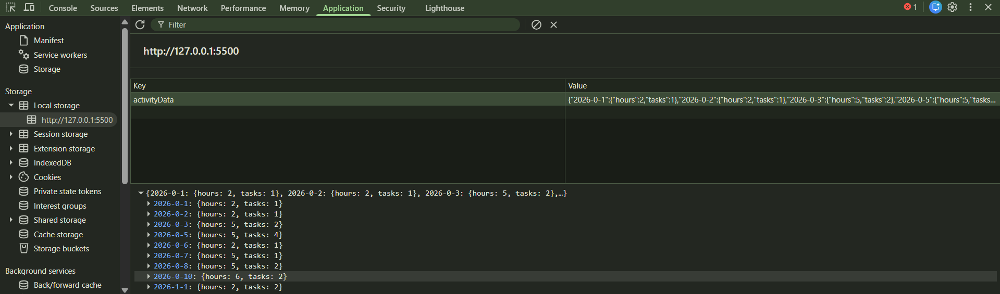 Console Sources Elements Network Performance Memory Application Security Lighthouse 1
Application
Manifest
Service workers
Storage
Storage
Local storage
http://127.0.0.1:5500
Session storage
Extension storage
IndexedDB
Cookies
Private state tokens
Interest groups
Shared storage
Cache storage
Storage buckets
Background services
Back/forward cache
Filter
http://127.0.0.1:5500
Key Value
activityData {"2026-0-1":{"hours":2,"tasks":1},"2026-0-2":{"hours":2,"tasks":1},"2026-0-3":{"hours":5,"tasks":2},"2026-0-5":{"hours":5,"tasks...
{2026-0-1: {hours: 2, tasks: 1}, 2026-0-2: {hours: 2, tasks: 1}, 2026-0-3: {hours: 5, tasks: 2},…}
2026-0-1: {hours: 2, tasks: 1}
2026-0-2: {hours: 2, tasks: 1}
2026-0-3: {hours: 5, tasks: 2}
2026-0-5: {hours: 5, tasks: 4}
2026-0-6: {hours: 2, tasks: 1}
2026-0-7: {hours: 5, tasks: 1}
2026-0-8: {hours: 5, tasks: 2}
2026-0-10: {hours: 6, tasks: 2}
2026-1-1: {hours: 2, tasks: 2}